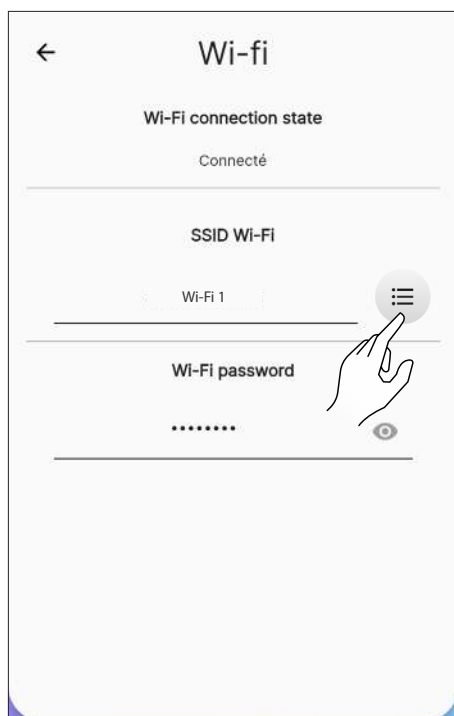 Wi-fi
Wi-Fi connection state
Connecté
SSID Wi-Fi
Wi-Fi 1
Wi-Fi password
••••••••